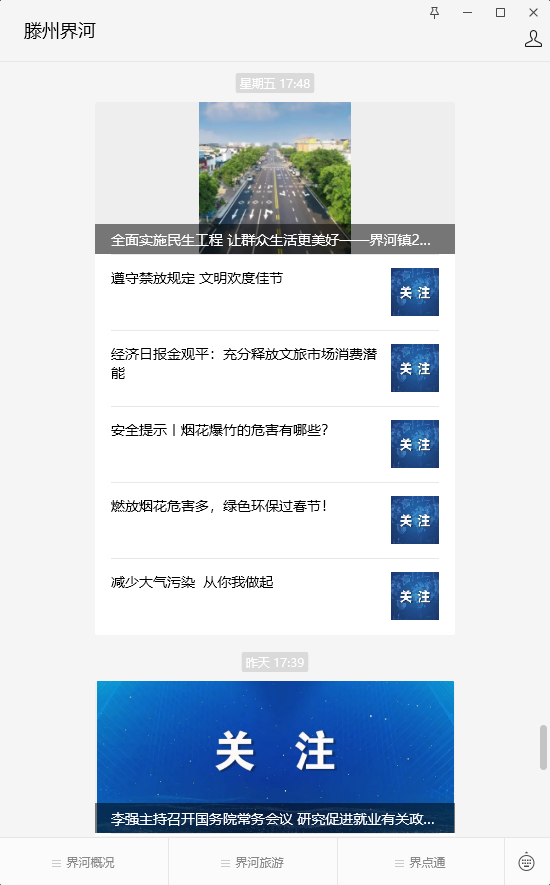 滕州界河
星期五 17:48
全面实施民生工程 让群众生活更美好——界河镇2...
遵守禁放规定 文明欢度佳节
关 注
经济日报金观平：充分释放文旅市场消费潜
能
关 注
安全提示丨烟花爆竹的危害有哪些?
关 注
燃放烟花危害多，绿色环保过春节！
关 注
减少大气污染 从你我做起
关 注
昨天 17:39
关 注
李强主持召开国务院常务会议 研究促进就业有关政...
界河概况
界河旅游
界点通